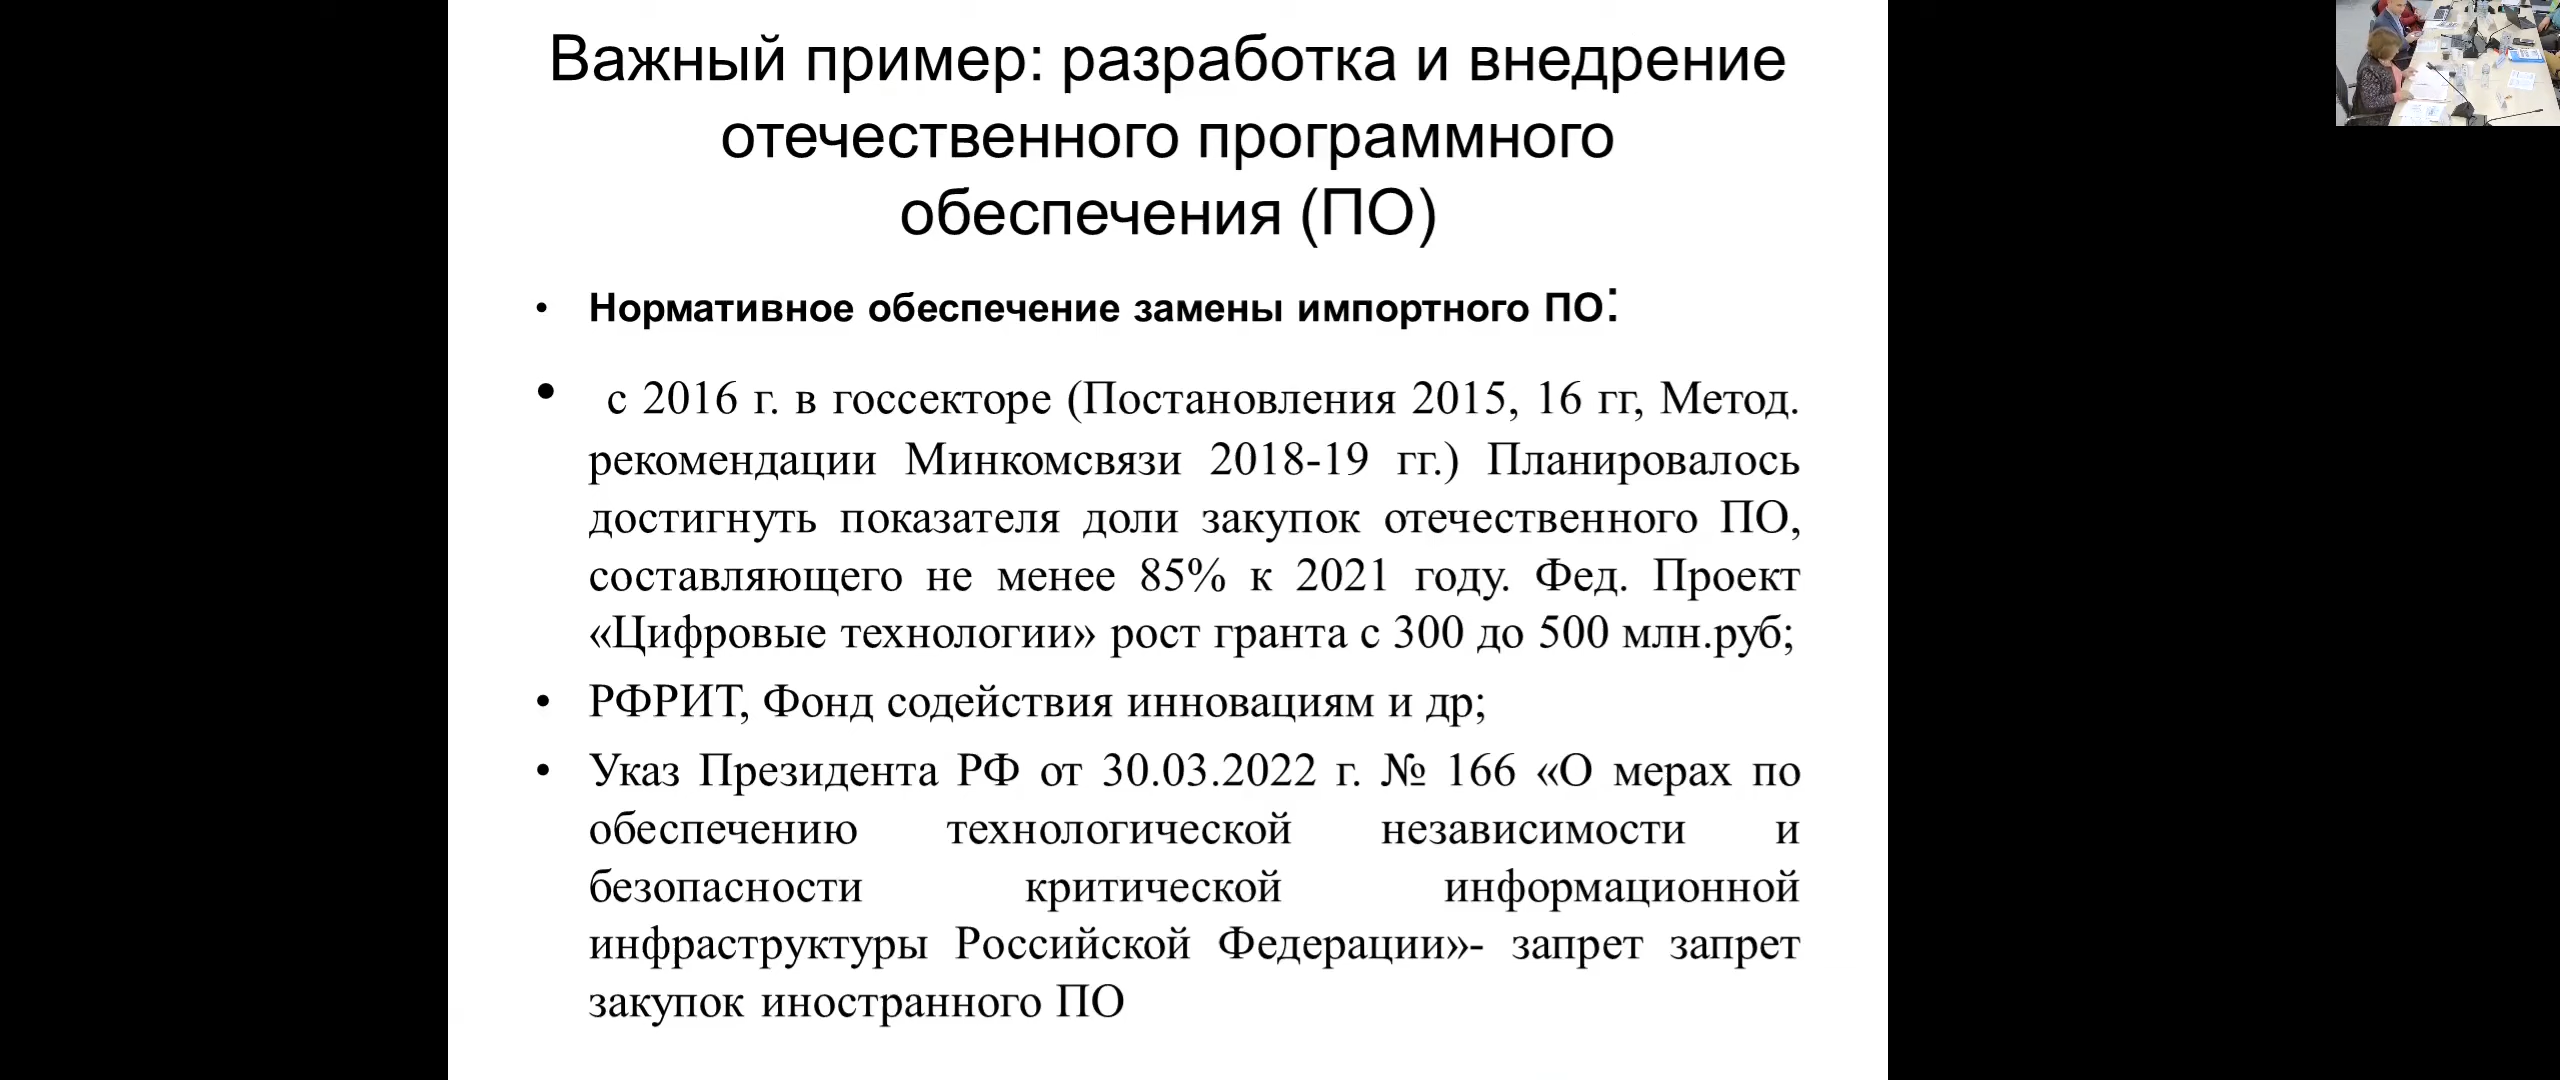 Важный пример: разработка и внедрение
отечественного программного
обеспечения (ПО)
• Нормативное обеспечение замены импортного ПО:
• с 2016 г. в госсекторе (Постановления 2015, 16 гг, Метод.
рекомендации Минкомсвязи 2018-19 гг.) Планировалось
достигнуть показателя доли закупок отечественного ПО,
составляющего не менее 85% к 2021 году. Фед. Проект
«Цифровые технологии» рост гранта с 300 до 500 млн.руб;
• РФРИТ, Фонд содействия инновациям и др;
• Указ Президента РФ от 30.03.2022 г. № 166 «О мерах по
обеспечению технологической независимости и
безопасности критической информационной
инфраструктуры Российской Федерации»- запрет запрет
закупок иностранного ПО